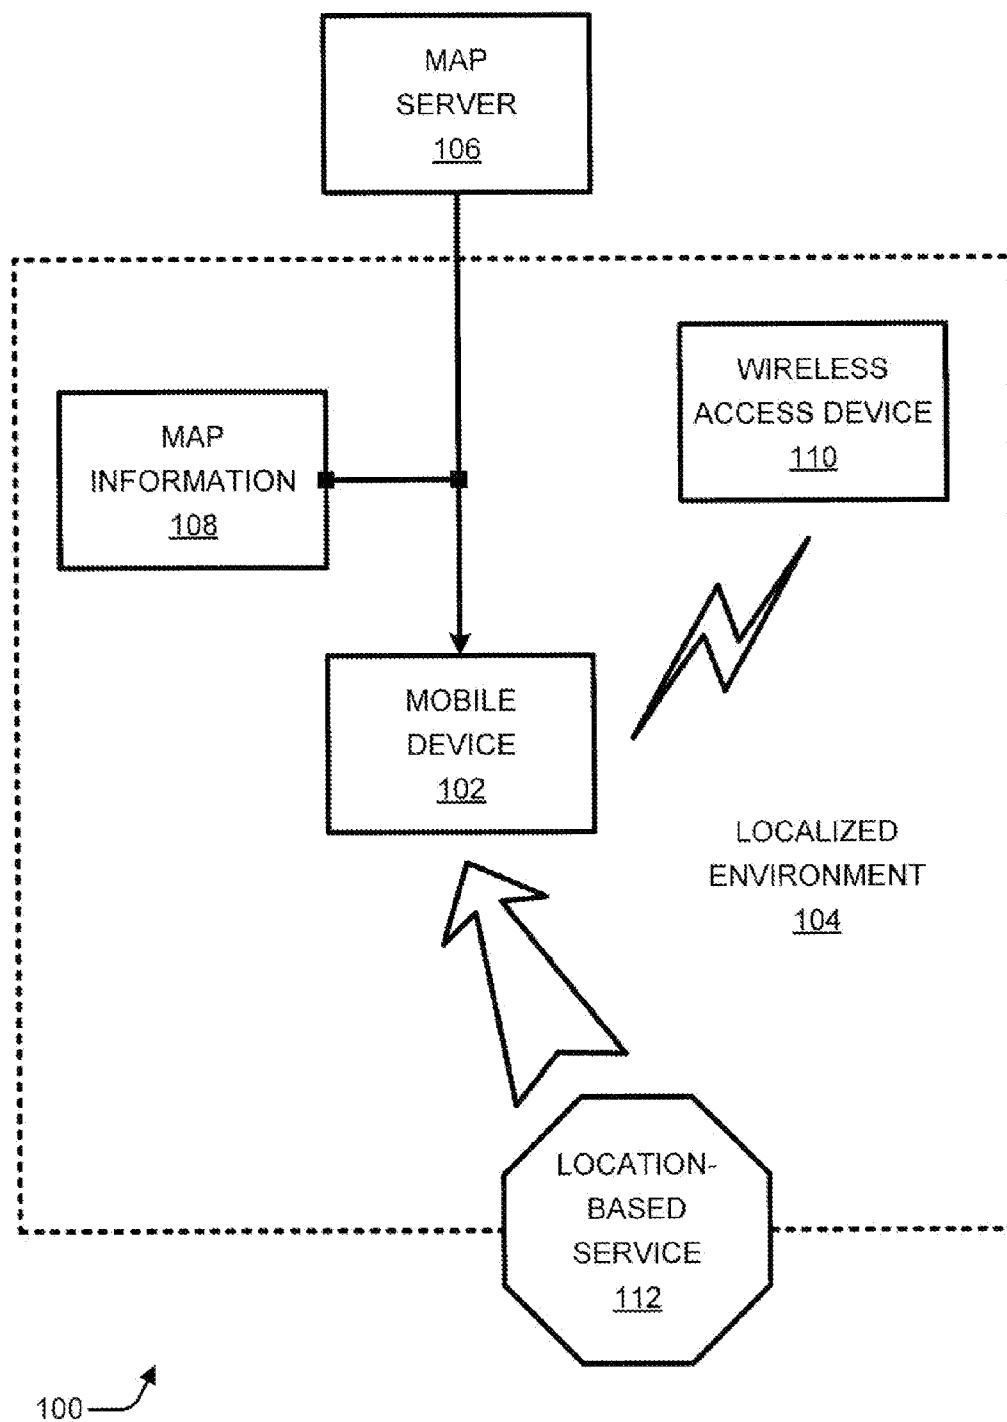 MAP
SERVER
106
WIRELESS
ACCESS DEVICE
110
MAP
INFORMATION
108
MOBILE
DEVICE
102
LOCALIZED
ENVIRONMENT
104
LOCATION-
BASED
SERVICE
112
100